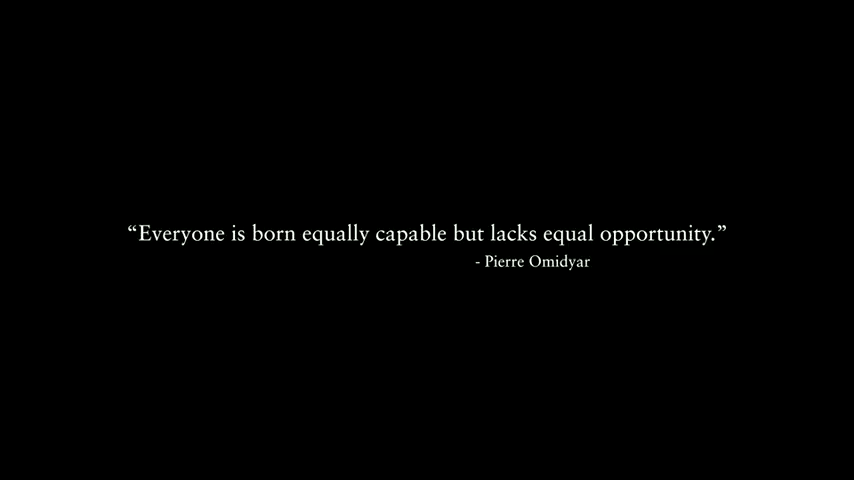 “Everyone is born equally capable but lacks equal opportunity.”
- Pierre Omidyar